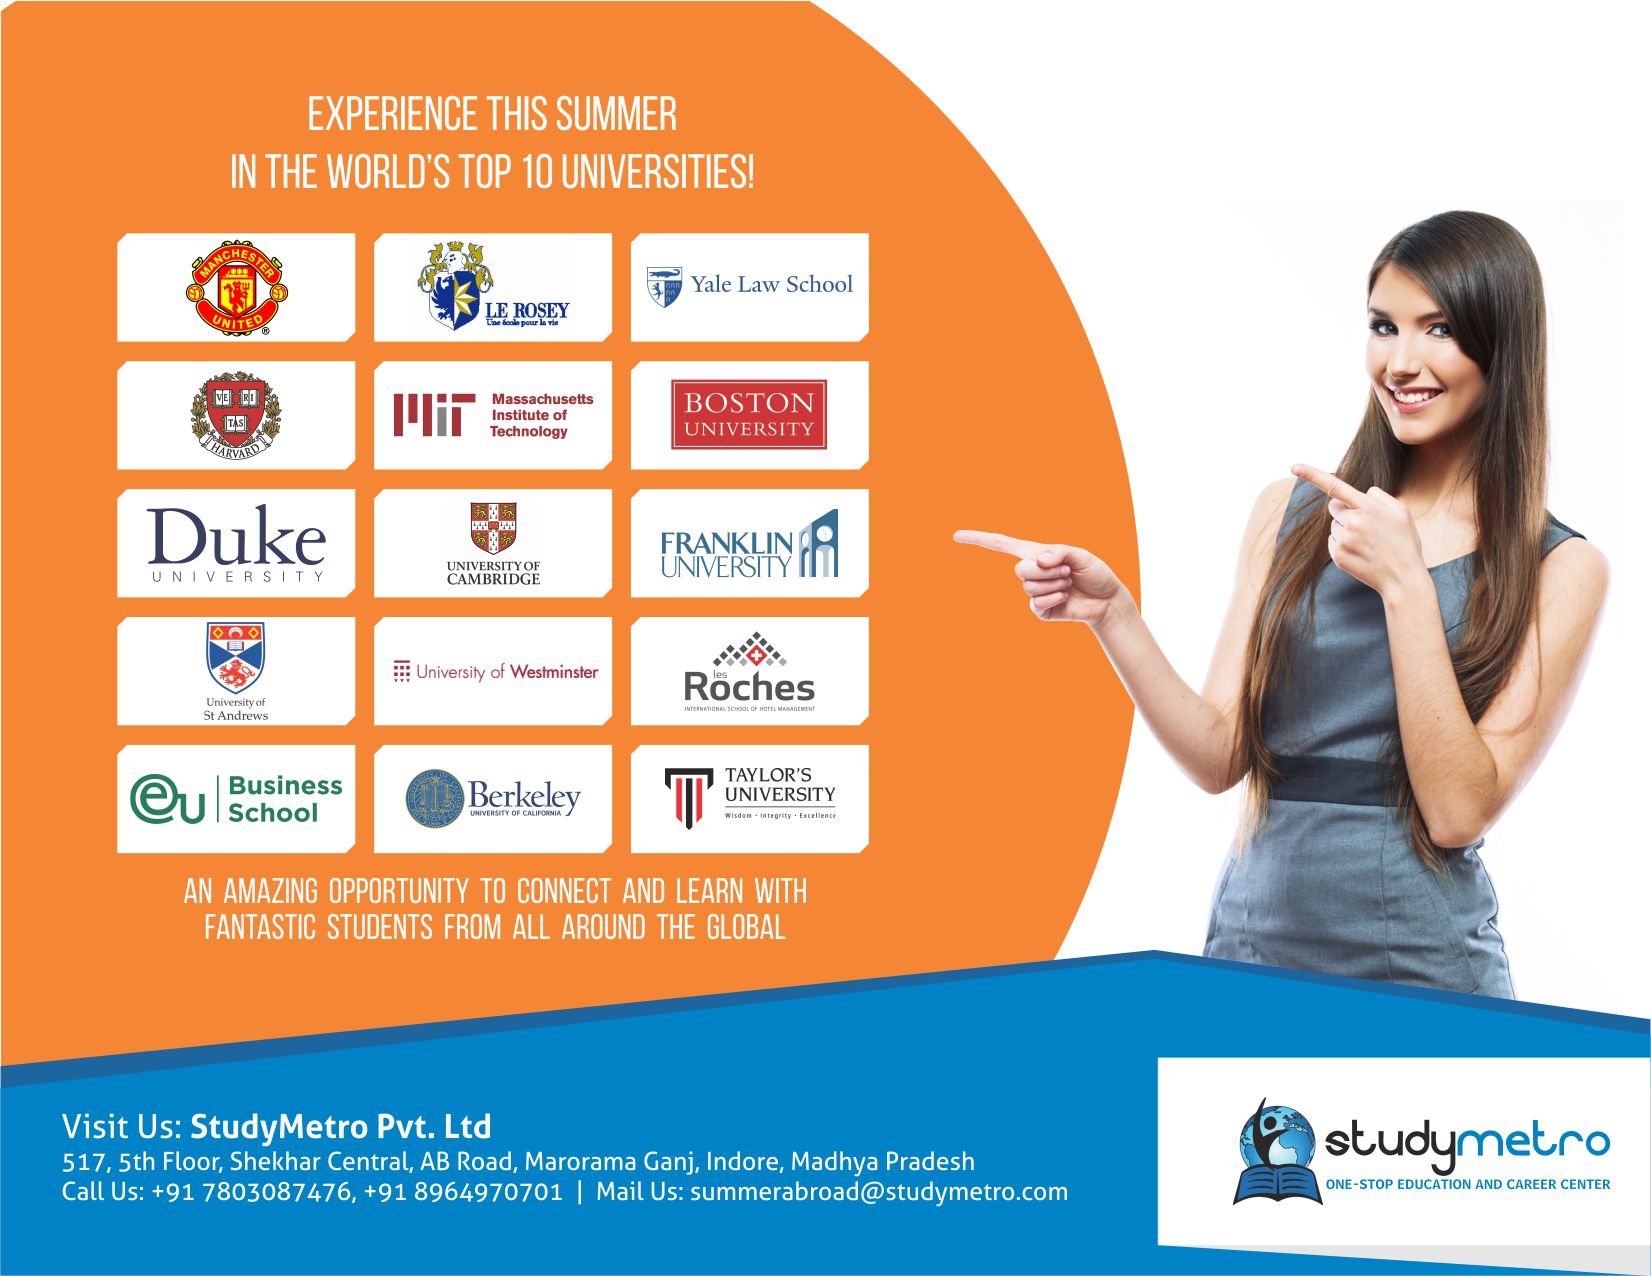 EXPERIENCE THIS SUMMER
IN THE WORLD'S TOP 10 UNIVERSITIES!
MANCHESTER
UNITED
®
LE ROSEY
Une école pour la vie
Yale Law School
VE RI
TAS
HARVARD
Massachusetts
Institute of
Technology
BOSTON
UNIVERSITY
Duke
UNIVERSITY
UNIVERSITY OF
CAMBRIDGE
FRANKLIN
UNIVERSITY
University of
St Andrews
University of Westminster
les
Roches
INTERNATIONAL SCHOOL OF HOTEL MANAGEMENT
eu Business
School
Berkeley
UNIVERSITY OF CALIFORNIA
TAYLOR'S
UNIVERSITY
Wisdom · Integrity · Excellence
AN AMAZING OPPORTUNITY TO CONNECT AND LEARN WITH
FANTASTIC STUDENTS FROM ALL AROUND THE GLOBAL
Visit Us: StudyMetro Pvt. Ltd
517, 5th Floor, Shekhar Central, AB Road, Marorama Ganj, Indore, Madhya Pradesh
Call Us: +91 7803087476, +91 8964970701 | Mail Us: summerabroad@studymetro.com
studymetro
ONE-STOP EDUCATION AND CAREER CENTER